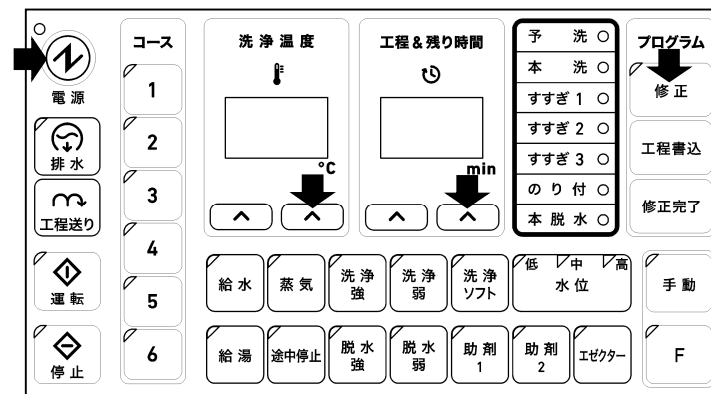 電源
排水
工程送り
運転
停止
コース
1
2
3
4
5
6
洗浄温度
°C
工程&残り時間
min
予洗
本洗
すすぎ1
すすぎ2
すすぎ3
のり付
本脱水
プログラム
修正
工程書込
修正完了
給水
蒸気
洗浄
強
洗浄
弱
洗浄
ソフト
低 中 高
水位
手動
給湯
途中停止
脱水
強
脱水
弱
助剤
1
助剤
2
エゼクター
F